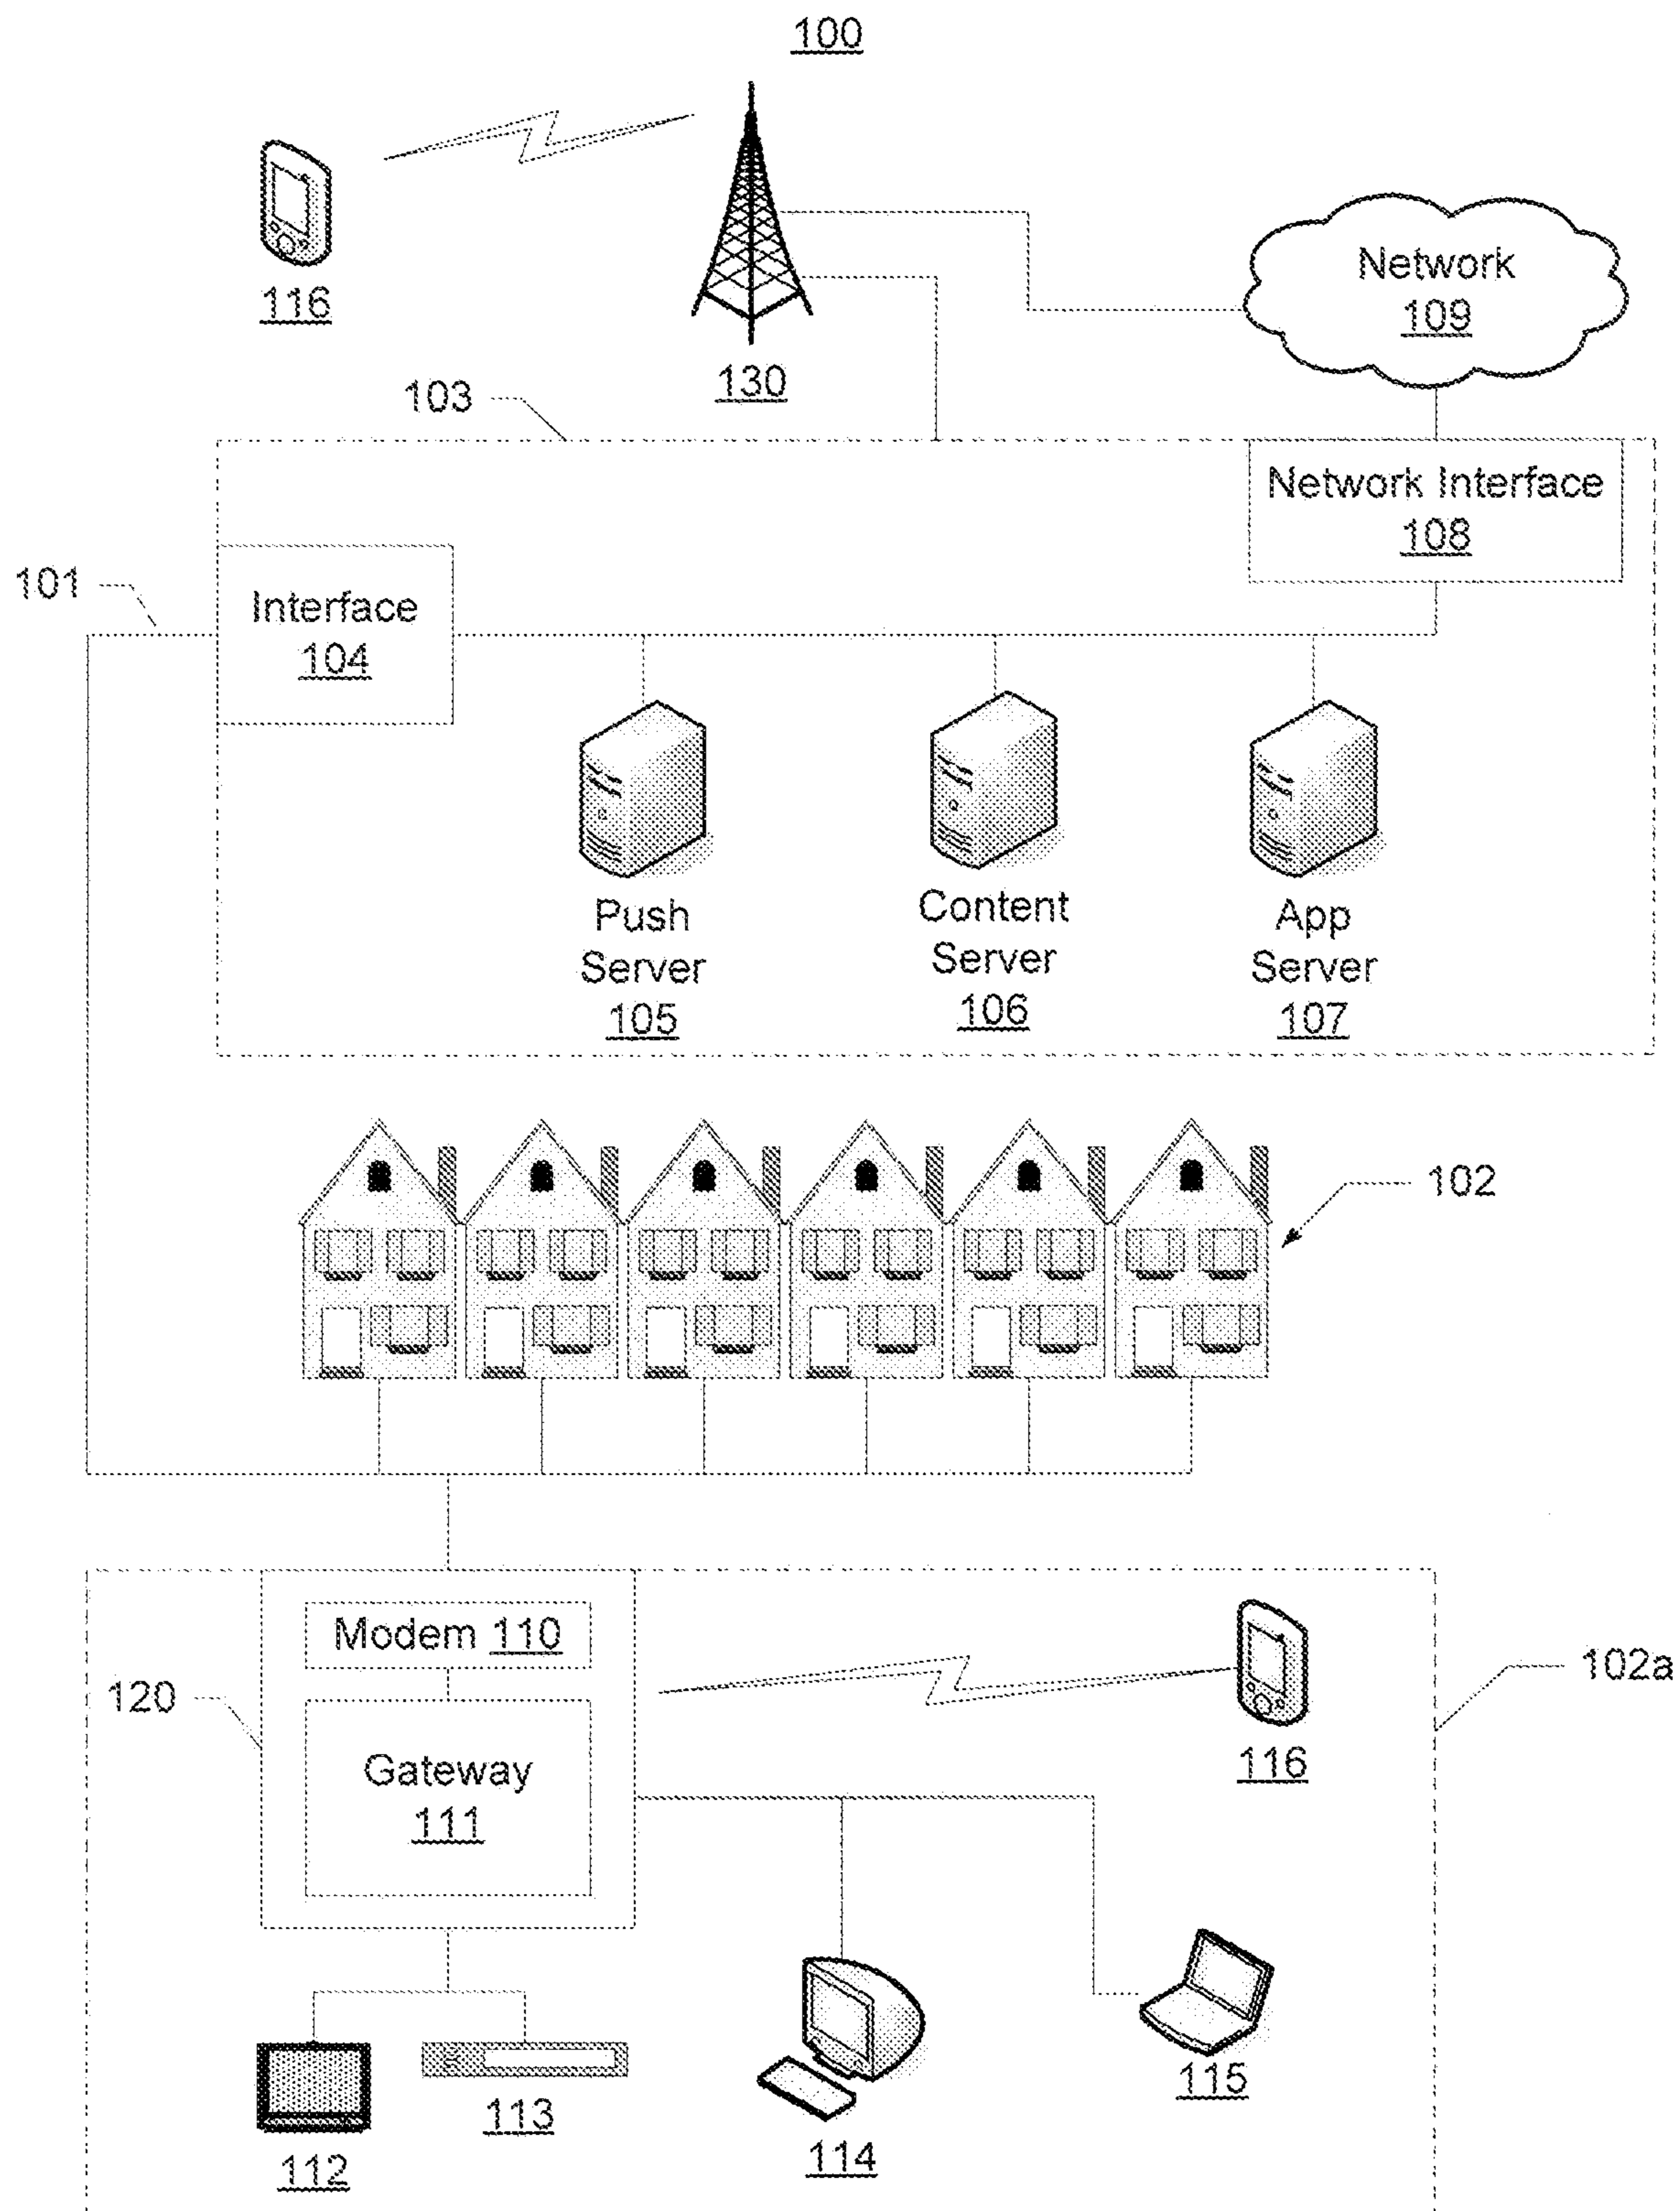 100
116
130
Network
109
103
Network Interface
108
101
Interface
104
Push
Server
105
Content
Server
106
App
Server
107
102
Modem 110
120
Gateway
111
116
102a
112
113
114
115